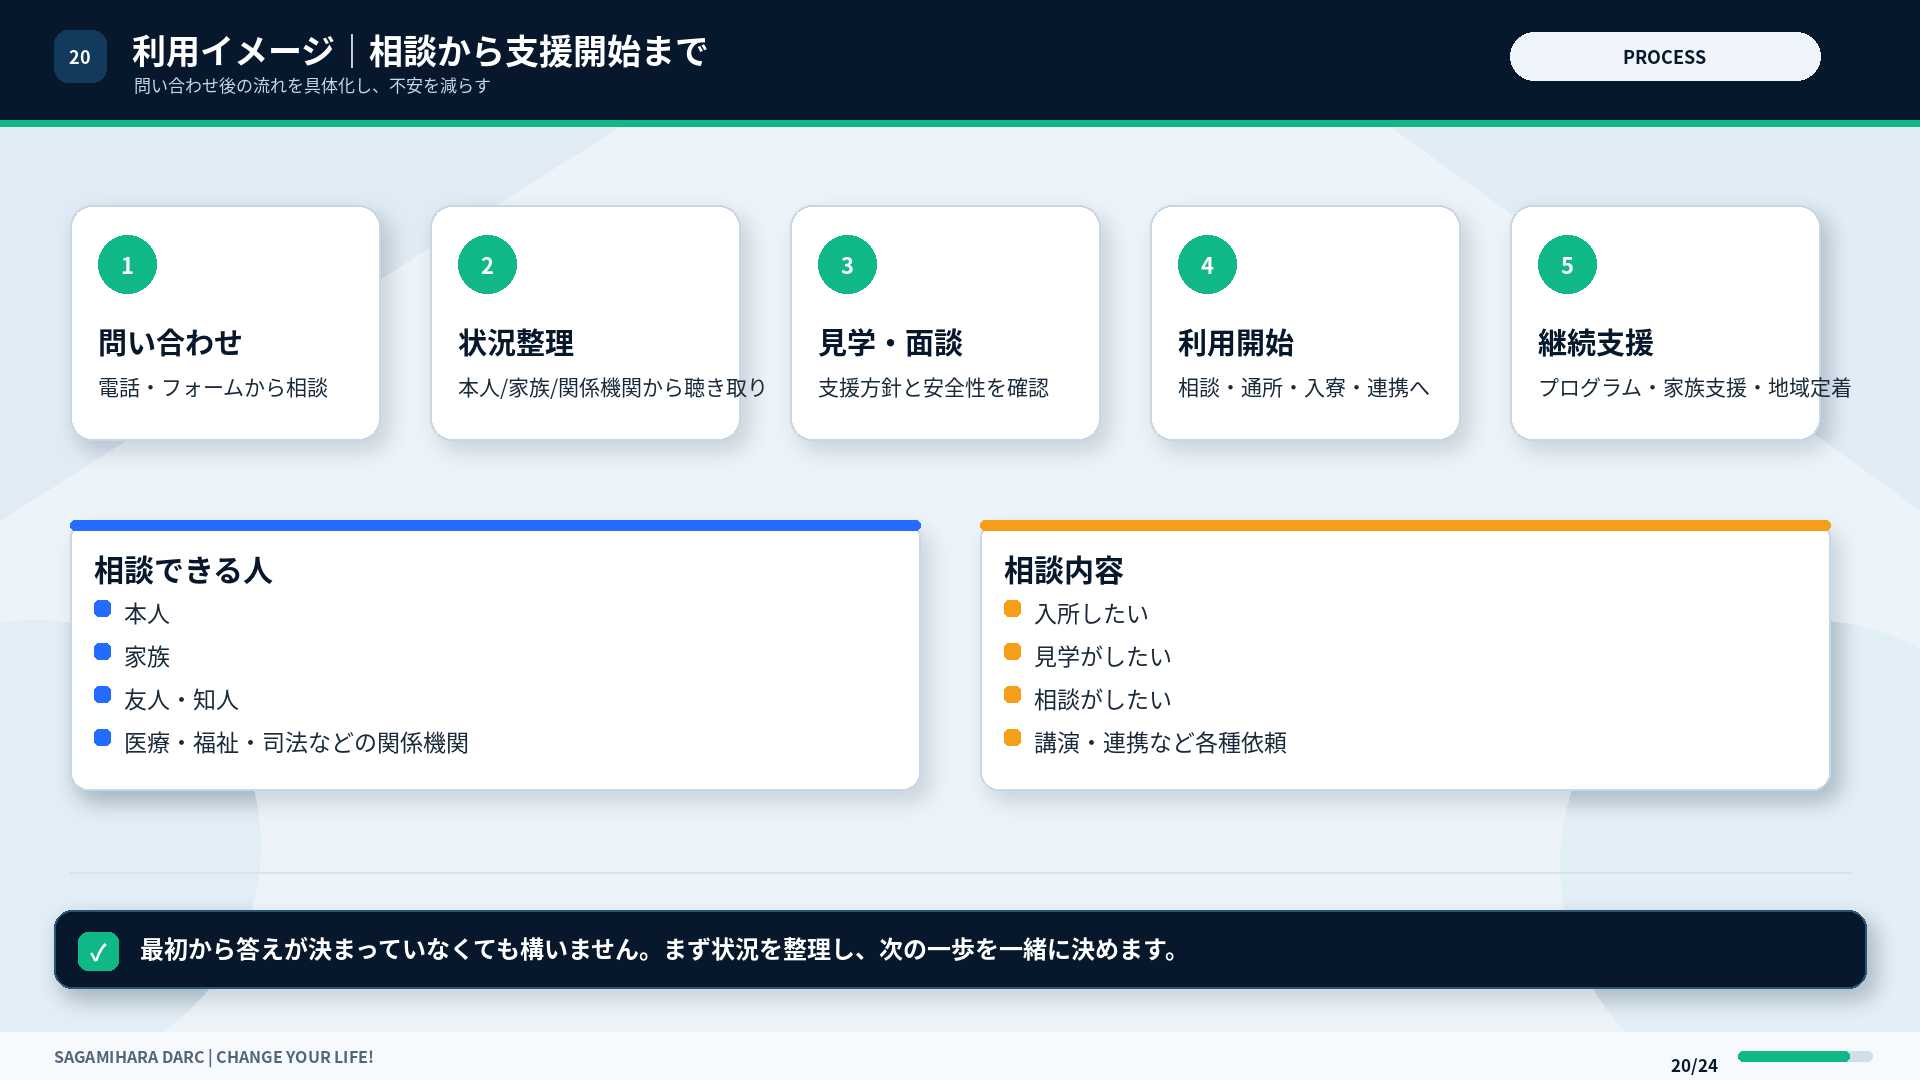 20
利用イメージ｜相談から支援開始まで
問い合わせ後の流れを具体化し、不安を減らす
PROCESS
1
問い合わせ
電話・フォームから相談
2
状況整理
本人/家族/関係機関から聴き取り
3
見学・面談
支援方針と安全性を確認
4
利用開始
相談・通所・入寮・連携へ
5
継続支援
プログラム・家族支援・地域定着
相談できる人
本人
家族
友人・知人
医療・福祉・司法などの関係機関
相談内容
入所したい
見学がしたい
相談がしたい
講演・連携など各種依頼
✓ 最初から答えが決まっていなくても構いません。まず状況を整理し、次の一歩を一緒に決めます。
SAGAMIHARA DARC | CHANGE YOUR LIFE!
20/24